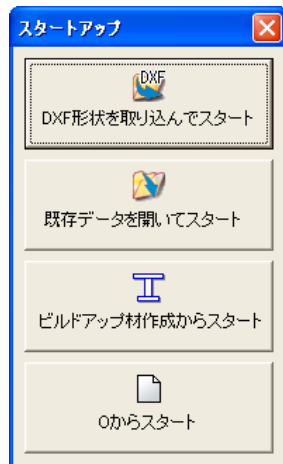 スタートアップ
DXF
DXF形状を取り込んでスタート
既存データを開いてスタート
ビルドアップ材作成からスタート
0からスタート